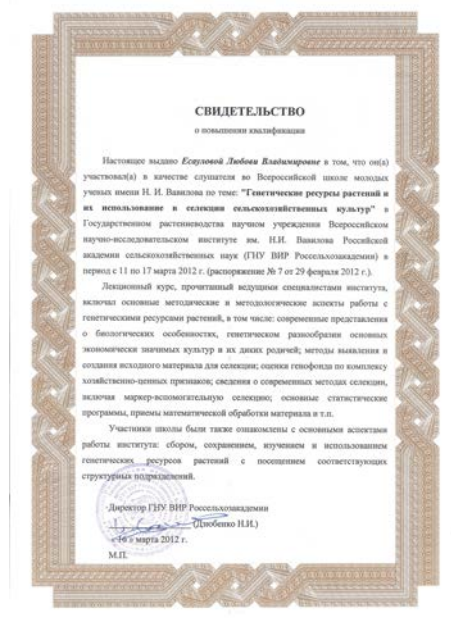 СВИДЕТЕЛЬСТВО
о повышении квалификации
Настоящее выдано Есауловой Любови Владимировне в том, что он(а)
участвовал(а) в качестве слушателя во Всероссийской школе молодых
ученых имени Н. И. Вавилова по теме: "Генетические ресурсы растений и
их использование в селекции сельскохозяйственных культур" в
Государственном растениеводства научном учреждении Всероссийском
научно-исследовательском институте им. Н.И. Вавилова Российской
академии сельскохозяйственных наук (ГНУ ВИР Россельхозакадемии) в
период с 11 по 17 марта 2012 г. (распоряжение № 7 от 29 февраля 2012 г.).
Лекционный курс, прочитанный ведущими специалистами института,
включал основные методические и методологические аспекты работы с
генетическими ресурсами растений, в том числе: современные представления
о биологических особенностях, генетическом разнообразии основных
экономически значимых культур и их диких родичей; методы выявления и
создания исходного материала для селекции; оценки генофонда по комплексу
хозяйственно-ценных признаков; сведения о современных методах селекции,
включая маркер-вспомогательную селекцию; основные статистические
программы, приемы математической обработки материала и т.п.
Участники школы были также ознакомлены с основными аспектами
работы института: сбором, сохранением, изучением и использованием
генетических ресурсов растений с посещением соответствующих
структурных подразделений.
Директор ГНУ ВИР Россельхозакадемии
(Дзюбенко Н.И.)
« 16 » марта 2012 г.
М.П.